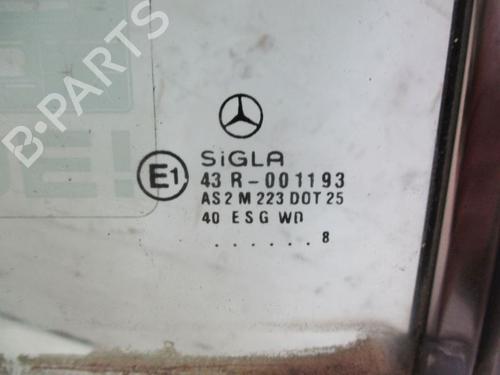 B-PARTS
SiGLA
E1
43 R-001193
AS2 M 223 DOT 25
40 ESG WD
. . . . . . 8